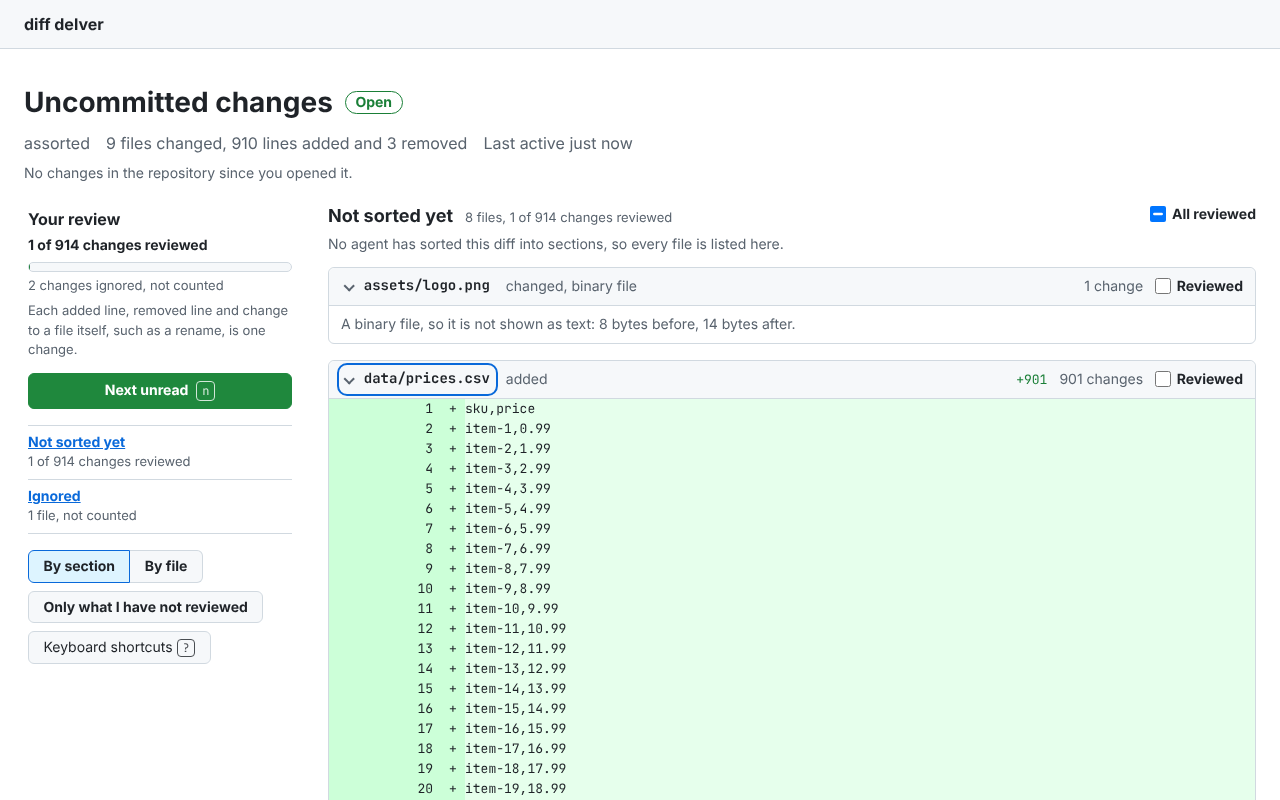 diff delver
Uncommitted changes Open
assorted 9 files changed, 910 lines added and 3 removed Last active just now
No changes in the repository since you opened it.
Your review
1 of 914 changes reviewed
2 changes ignored, not counted
Each added line, removed line and change
to a file itself, such as a rename, is one
change.
Next unread n
Not sorted yet
1 of 914 changes reviewed
Ignored
1 file, not counted
By section By file
Only what I have not reviewed
Keyboard shortcuts ?
Not sorted yet 8 files, 1 of 914 changes reviewed All reviewed
No agent has sorted this diff into sections, so every file is listed here.
assets/logo.png changed, binary file 1 change Reviewed
A binary file, so it is not shown as text: 8 bytes before, 14 bytes after.
data/prices.csv added +901 901 changes Reviewed
1 + sku,price
2 + item-1,0.99
3 + item-2,1.99
4 + item-3,2.99
5 + item-4,3.99
6 + item-5,4.99
7 + item-6,5.99
8 + item-7,6.99
9 + item-8,7.99
10 + item-9,8.99
11 + item-10,9.99
12 + item-11,10.99
13 + item-12,11.99
14 + item-13,12.99
15 + item-14,13.99
16 + item-15,14.99
17 + item-16,15.99
18 + item-17,16.99
19 + item-18,17.99
20 + item-19,18.99